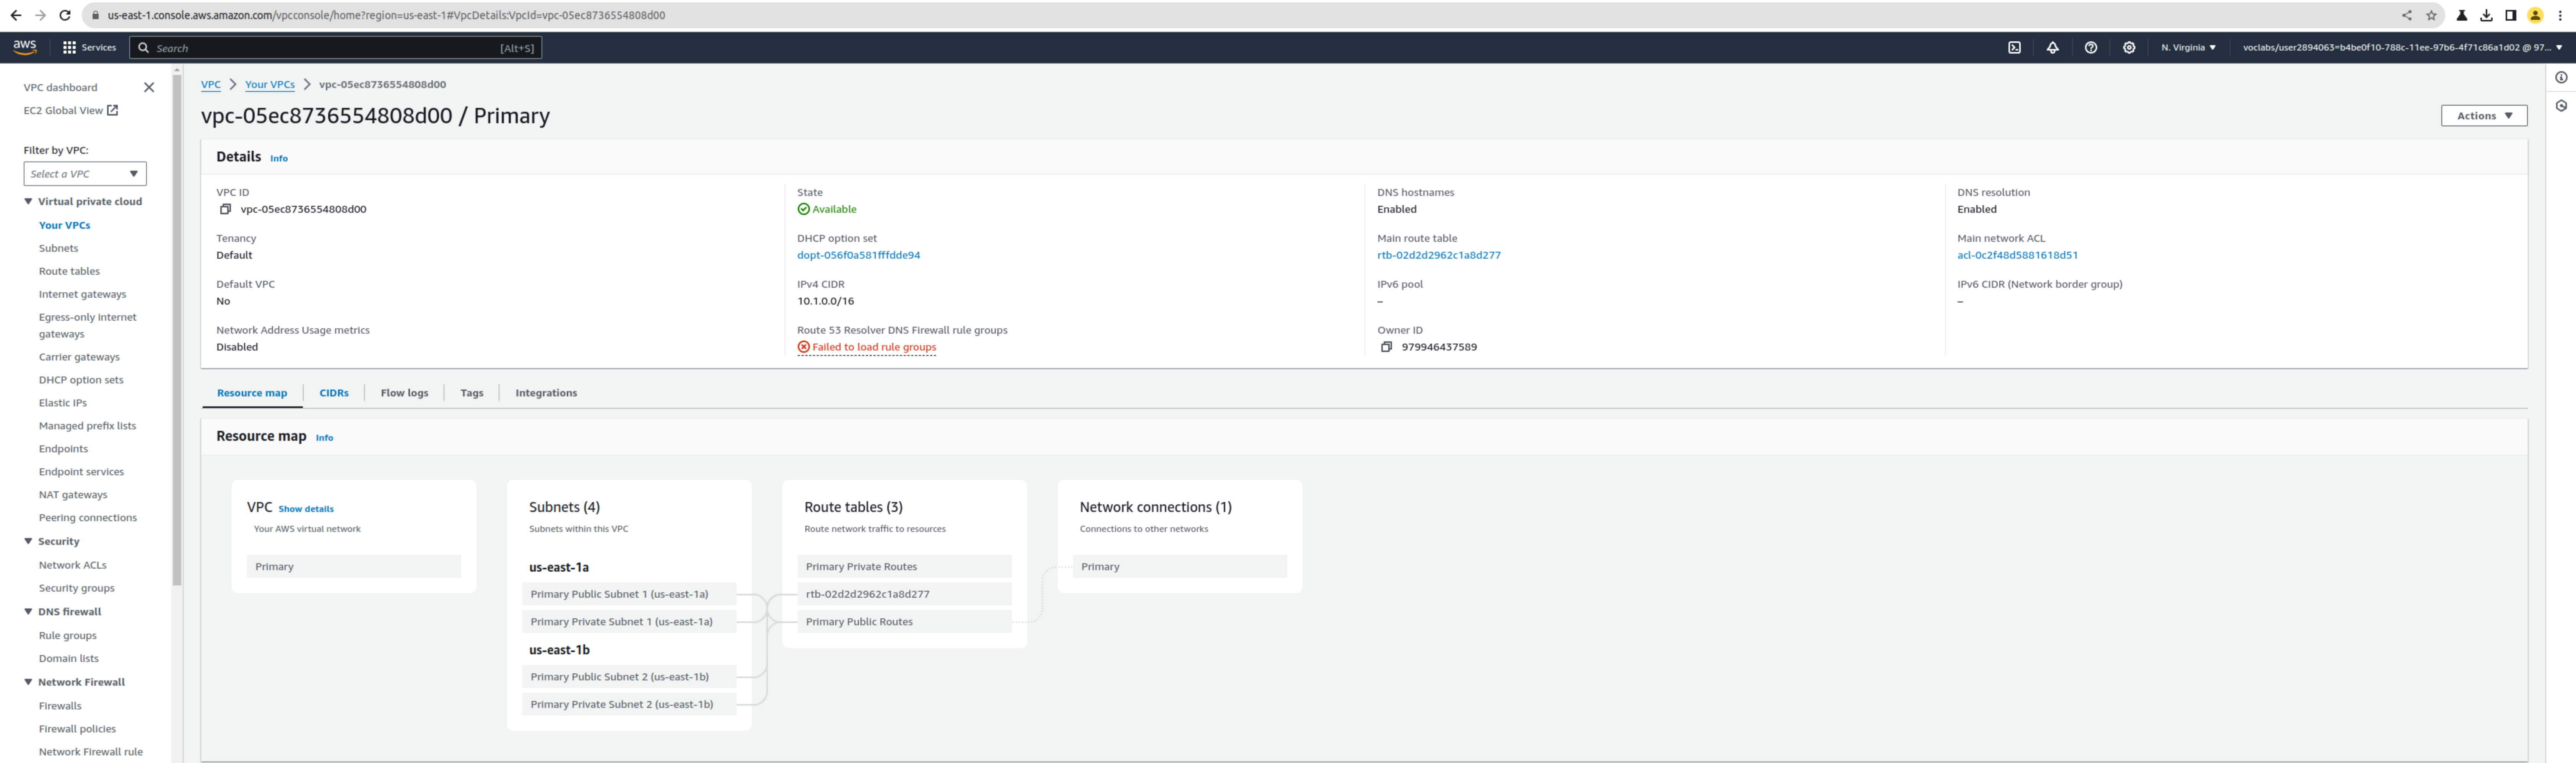 us-east-1.console.aws.amazon.com/vpcconsole/home?region=us-east-1#VpcDetails:VpcId=vpc-05ec8736554808d00
aws
Services
Search
[Alt+S]
N. Virginia
voclabs/user2894063=b4be0f10-788c-11ee-97b6-4f71c86a1d02 @ 97...
VPC dashboard
EC2 Global View
Filter by VPC:
Select a VPC
Virtual private cloud
Your VPCs
Subnets
Route tables
Internet gateways
Egress-only internet
gateways
Carrier gateways
DHCP option sets
Elastic IPs
Managed prefix lists
Endpoints
Endpoint services
NAT gateways
Peering connections
Security
Network ACLs
Security groups
DNS firewall
Rule groups
Domain lists
Network Firewall
Firewalls
Firewall policies
Network Firewall rule
VPC > Your VPCs > vpc-05ec8736554808d00
vpc-05ec8736554808d00 / Primary
Actions
Details Info
VPC ID
vpc-05ec8736554808d00
State
Available
DNS hostnames
Enabled
DNS resolution
Enabled
Tenancy
Default
DHCP option set
dopt-056f0a581fffdde94
Main route table
rtb-02d2d2962c1a8d277
Main network ACL
acl-0c2f48d5881618d51
Default VPC
No
IPv4 CIDR
10.1.0.0/16
IPv6 pool
–
IPv6 CIDR (Network border group)
–
Network Address Usage metrics
Disabled
Route 53 Resolver DNS Firewall rule groups
Failed to load rule groups
Owner ID
979946437589
Resource map
CIDRs
Flow logs
Tags
Integrations
Resource map Info
VPC Show details
Your AWS virtual network
Primary
Subnets (4)
Subnets within this VPC
us-east-1a
Primary Public Subnet 1 (us-east-1a)
Primary Private Subnet 1 (us-east-1a)
us-east-1b
Primary Public Subnet 2 (us-east-1b)
Primary Private Subnet 2 (us-east-1b)
Route tables (3)
Route network traffic to resources
Primary Private Routes
rtb-02d2d2962c1a8d277
Primary Public Routes
Network connections (1)
Connections to other networks
Primary